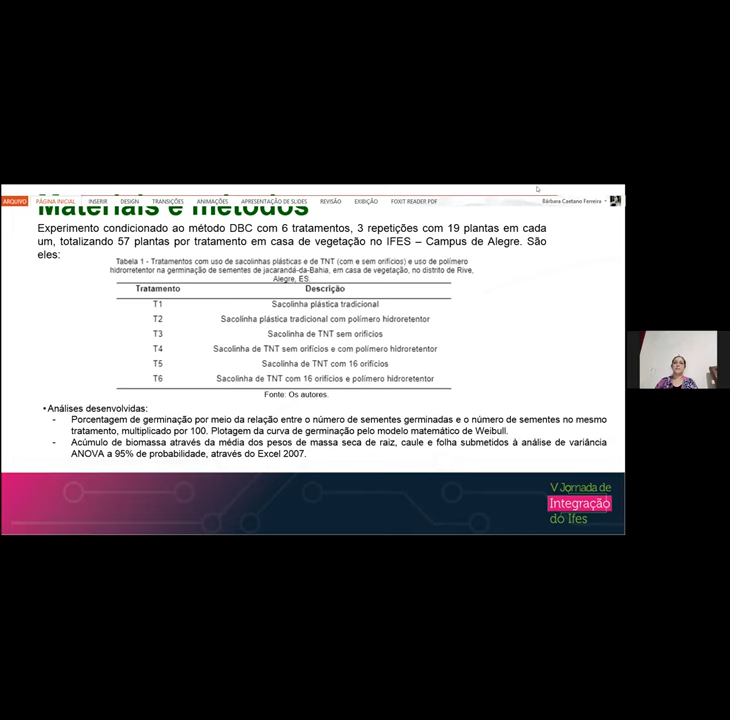 ARQUIVO PÁGINA INICIAL INSERIR DESIGN TRANSIÇÕES ANIMAÇÕES APRESENTAÇÃO DE SLIDES REVISÃO EXIBIÇÃO FOXIT READER PDF Bárbara Caetano Ferreira
Materiais e métodos
Experimento condicionado ao método DBC com 6 tratamentos, 3 repetições com 19 plantas em cada
um, totalizando 57 plantas por tratamento em casa de vegetação no IFES – Campus de Alegre. São
eles:
Tabela 1 - Tratamentos com uso de sacolinhas plásticas e de TNT (com e sem orifícios) e uso de polímero
hidrorretentor na germinação de sementes de jacarandá-da-Bahia, em casa de vegetação, no distrito de Rive,
Alegre, ES.
Tratamento Descrição
T1 Sacolinha plástica tradicional
T2 Sacolinha plástica tradicional com polímero hidroretentor
T3 Sacolinha de TNT sem orifícios
T4 Sacolinha de TNT sem orifícios e com polímero hidroretentor
T5 Sacolinha de TNT com 16 orifícios
T6 Sacolinha de TNT com 16 orifícios e polímero hidroretentor
Fonte: Os autores.
• Análises desenvolvidas:
- Porcentagem de germinação por meio da relação entre o número de sementes germinadas e o número de sementes no mesmo
tratamento, multiplicado por 100. Plotagem da curva de germinação pelo modelo matemático de Weibull.
- Acúmulo de biomassa através da média dos pesos de massa seca de raiz, caule e folha submetidos à análise de variância
ANOVA a 95% de probabilidade, através do Excel 2007.
V Jornada de
Integração
do Ifes